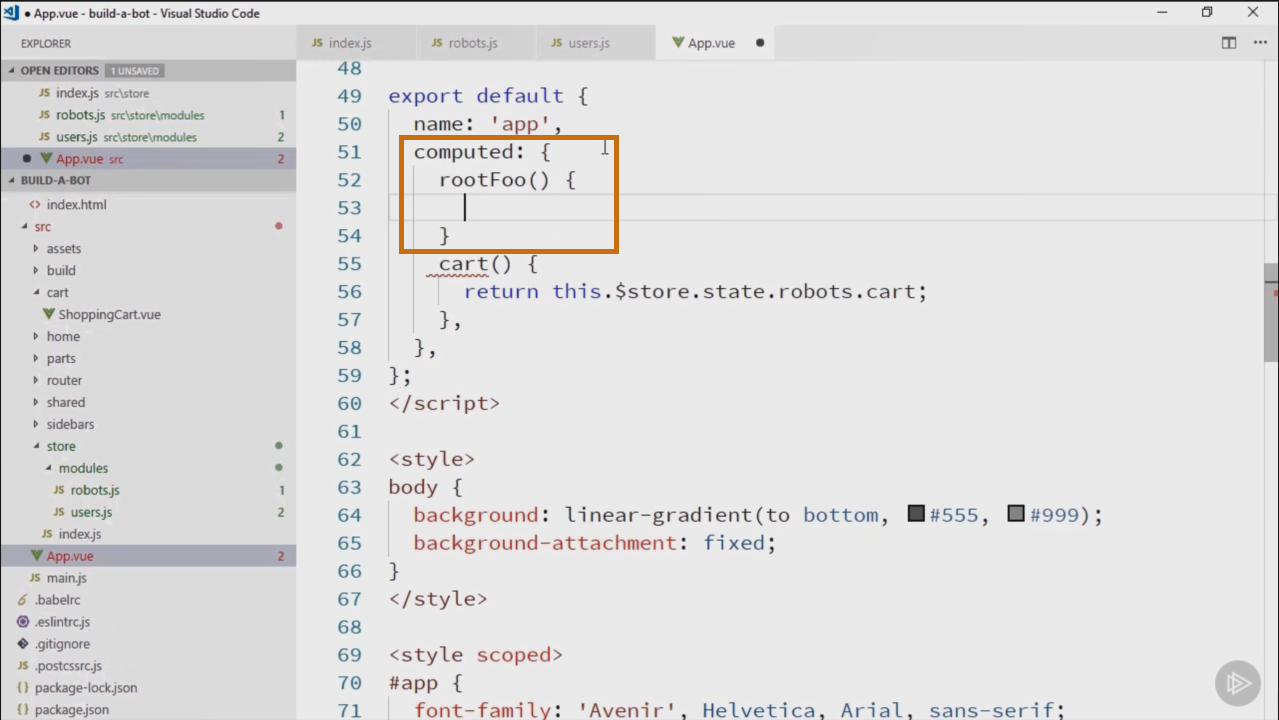 App.vue - build-a-bot - Visual Studio Code
EXPLORER
JS index.js
JS robots.js
JS users.js
App.vue
OPEN EDITORS 1 UNSAVED
JS index.js src\store
JS robots.js src\store\modules 1
JS users.js src\store\modules 2
App.vue src 2
BUILD-A-BOT
<> index.html
src
assets
build
cart
ShoppingCart.vue
home
parts
router
shared
sidebars
store
modules
JS robots.js 1
JS users.js 2
JS index.js
App.vue 2
JS main.js
.babelrc
.eslintrc.js
.gitignore
JS .postcssrc.js
{} package-lock.json
{} package.json
48
49 export default {
50 name: 'app',
51 computed: {
52 rootFoo() {
53
54 }
55 cart() {
56 return this.$store.state.robots.cart;
57 },
58 },
59 };
60 </script>
61
62 <style>
63 body {
64 background: linear-gradient(to bottom, #555, #999);
65 background-attachment: fixed;
66 }
67 </style>
68
69 <style scoped>
70 #app {
71 font-family: 'Avenir', Helvetica, Arial, sans-serif;